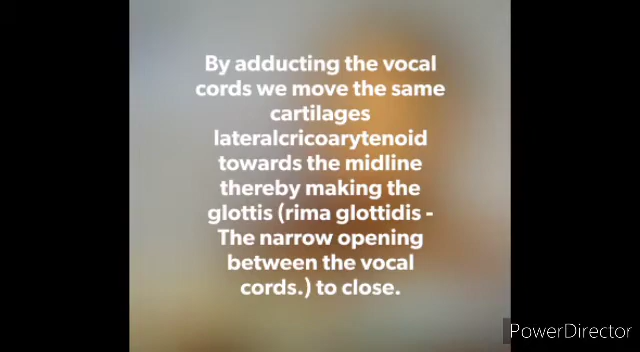 By adducting the vocal
cords we move the same
cartilages
lateralcricoarytenoid
towards the midline
thereby making the
glottis (rima glottidis -
The narrow opening
between the vocal
cords.) to close.
PowerDirector